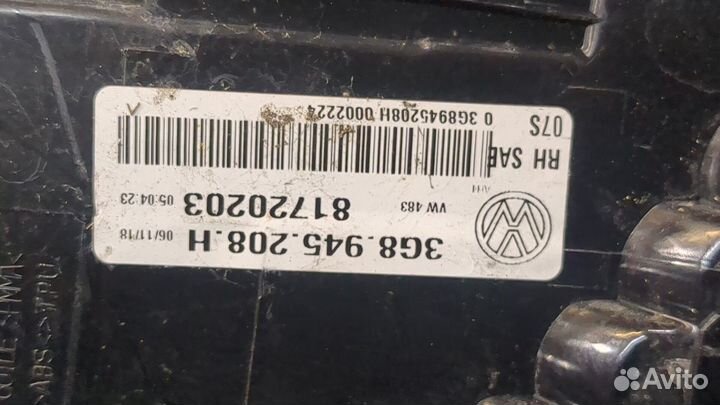 3G8.945.208.H
06/11/18
81720203
VW 483
05:04:23
AH4
RH SAE
07S
0 3G8945208H 0002224
Avito